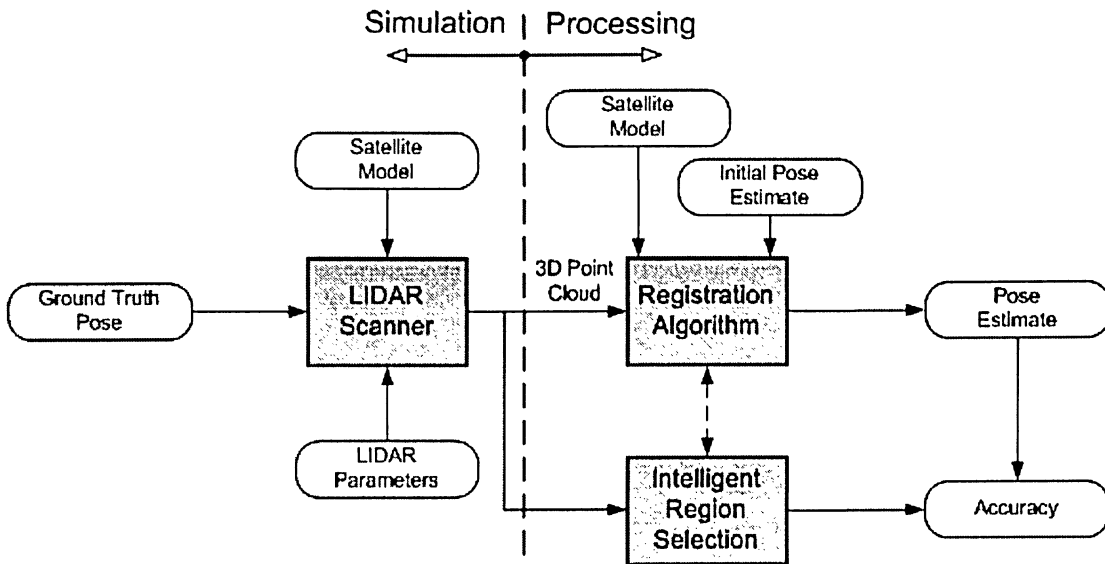 Simulation Processing
Satellite
Model
Satellite
Model
Initial Pose
Estimate
3D Point
Cloud
Ground Truth
Pose
LIDAR
Scanner
Registration
Algorithm
Pose
Estimate
LIDAR
Parameters
Intelligent
Region
Selection
Accuracy